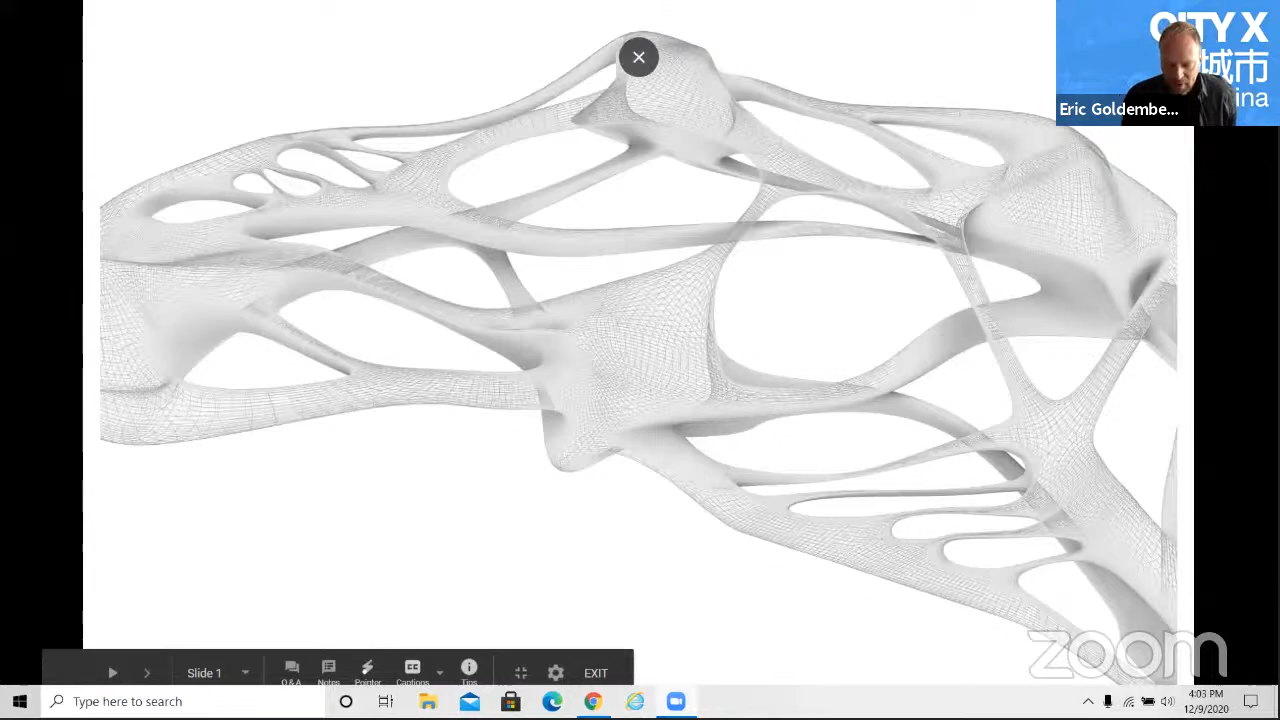 CITY X
城市
ina
Eric Goldembe...
zoom
Slide 1
Q & A
Notes
Pointer
CC
Captions
Tips
EXIT
Type here to search
4:03 PM
12/9/2020